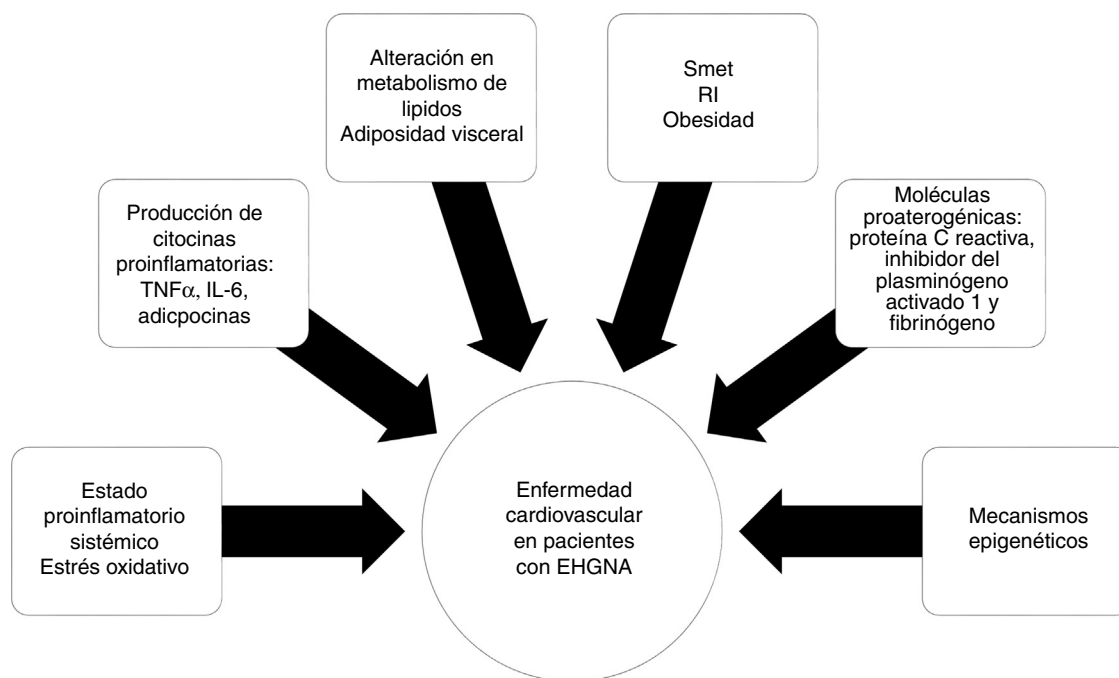 Estado
proinflamatorio
sistémico
Estrés oxidativo
Producción de
citocinas
proinflamatorias:
TNFα, IL-6,
adicpocinas
Alteración en
metabolismo de
lipidos
Adiposidad visceral
Smet
RI
Obesidad
Moléculas
proaterogénicas:
proteína C reactiva,
inhibidor del
plasminógeno
activado 1 y
fibrinógeno
Mecanismos
epigenéticos
Enfermedad
cardiovascular
en pacientes
con EHGNA